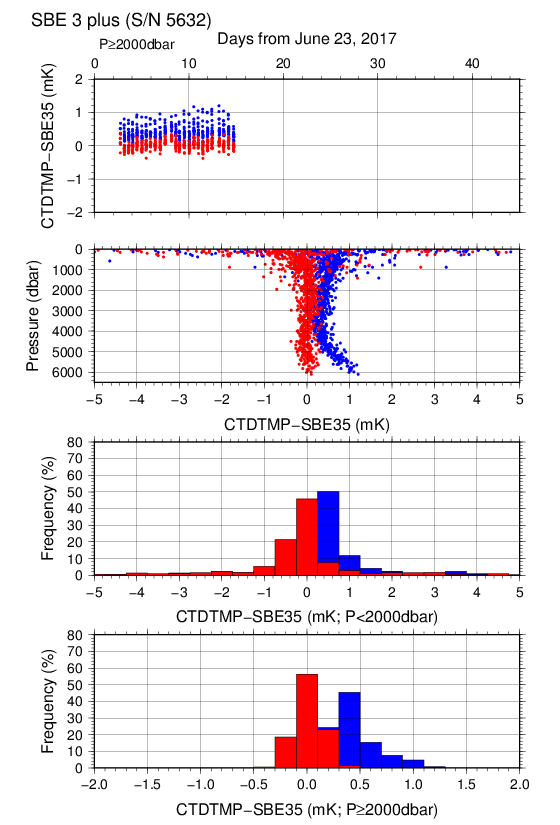 SBE 3 plus (S/N 5632)
P≥2000dbar Days from June 23, 2017
0 10 20 30 40
CTDTMP−SBE35 (mK)
2
1
0
−1
−2
Pressure (dbar)
0
1000
2000
3000
4000
5000
6000
−5 −4 −3 −2 −1 0 1 2 3 4 5
CTDTMP−SBE35 (mK)
Frequency (%)
80
70
60
50
40
30
20
10
0
−5 −4 −3 −2 −1 0 1 2 3 4 5
CTDTMP−SBE35 (mK; P<2000dbar)
Frequency (%)
80
70
60
50
40
30
20
10
0
−2.0 −1.5 −1.0 −0.5 0.0 0.5 1.0 1.5 2.0
CTDTMP−SBE35 (mK; P≥2000dbar)